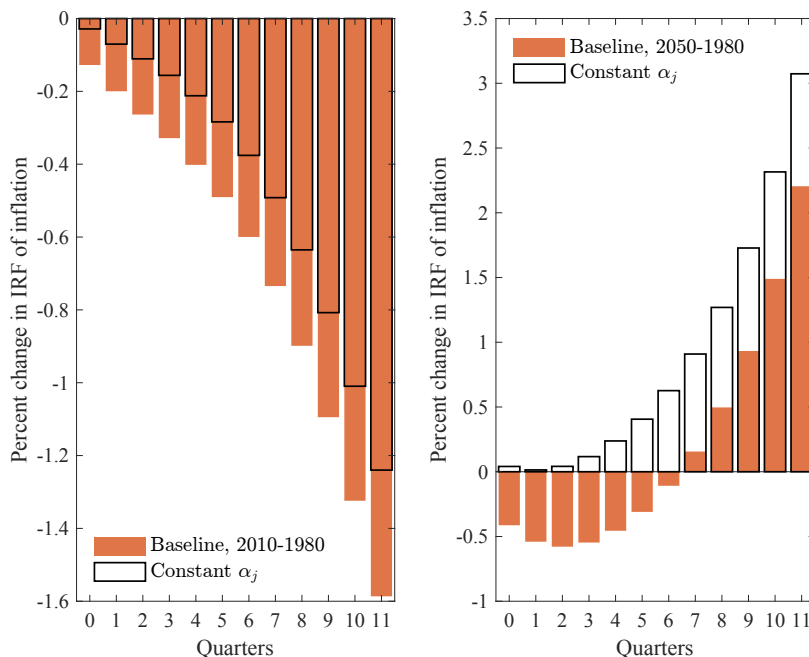 0
-0.2
-0.4
-0.6
-0.8
-1
-1.2
-1.4
-1.6
Percent change in IRF of inflation
Baseline, 2010-1980
Constant αj
0 1 2 3 4 5 6 7 8 9 10 11
Quarters
3.5
3
2.5
2
1.5
1
0.5
0
-0.5
-1
Percent change in IRF of inflation
Baseline, 2050-1980
Constant αj
0 1 2 3 4 5 6 7 8 9 10 11
Quarters